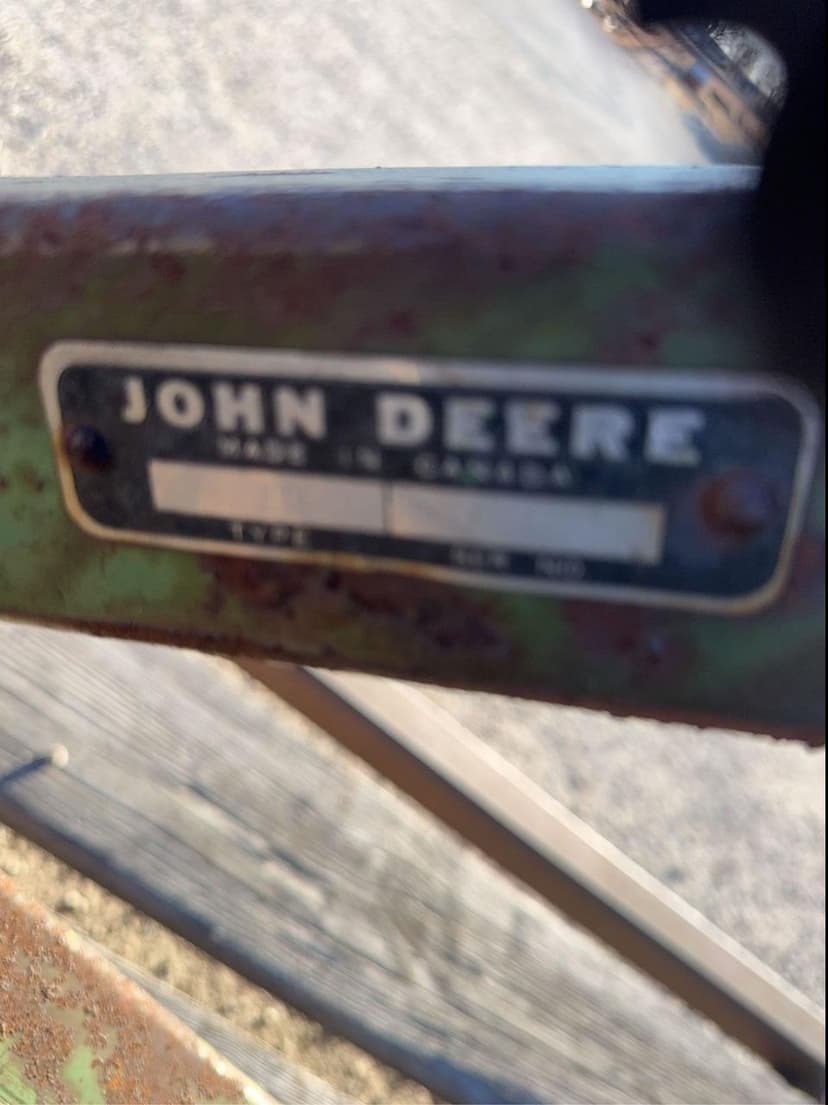 JOHN DEERE
MADE IN CANADA
TYPE SER. NO.